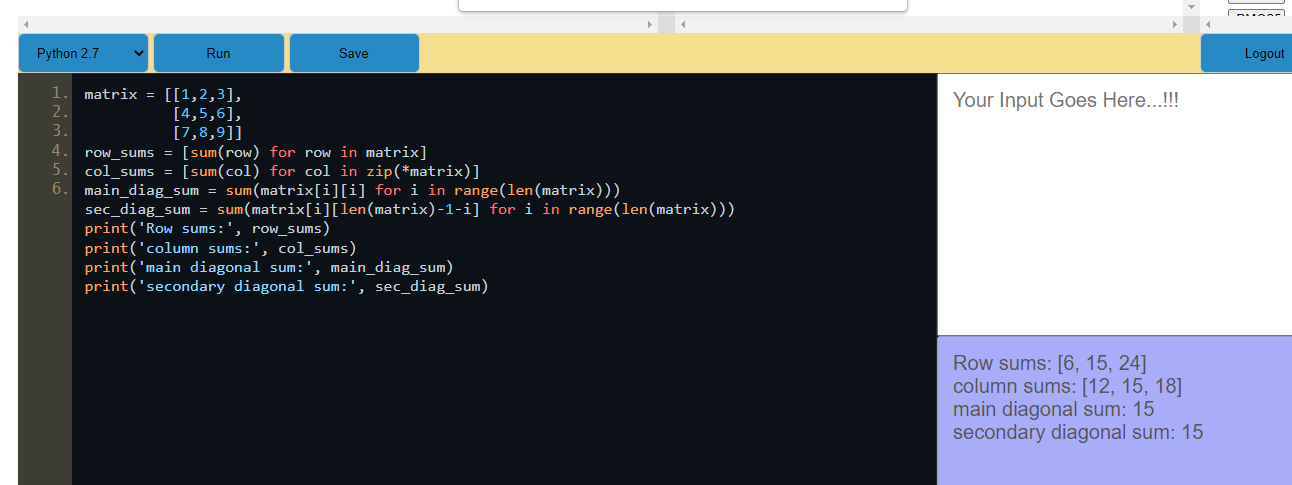 Python 2.7
Run
Save
Logout
1.
2.
3.
4.
5.
6.
matrix = [[1,2,3],
          [4,5,6],
          [7,8,9]]
row_sums = [sum(row) for row in matrix]
col_sums = [sum(col) for col in zip(*matrix)]
main_diag_sum = sum(matrix[i][i] for i in range(len(matrix)))
sec_diag_sum = sum(matrix[i][len(matrix)-1-i] for i in range(len(matrix)))
print('Row sums:', row_sums)
print('column sums:', col_sums)
print('main diagonal sum:', main_diag_sum)
print('secondary diagonal sum:', sec_diag_sum)
Your Input Goes Here...!!!
Row sums: [6, 15, 24]
column sums: [12, 15, 18]
main diagonal sum: 15
secondary diagonal sum: 15